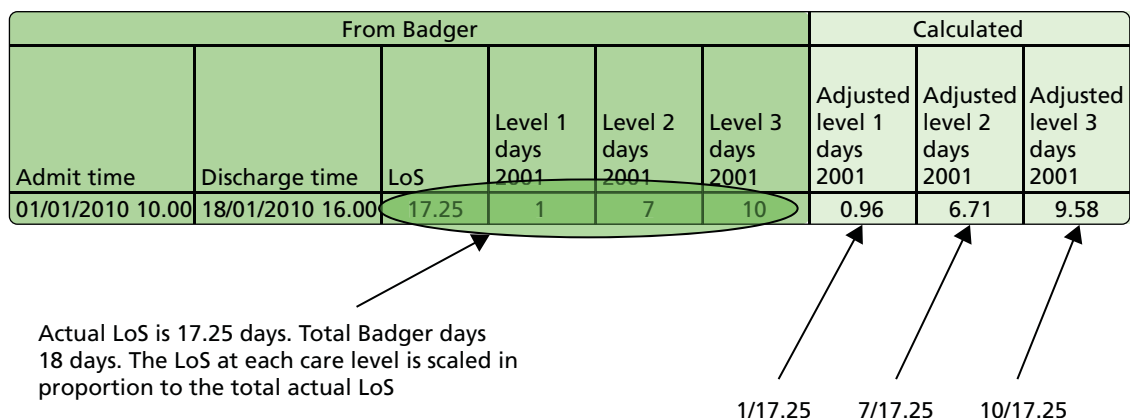 From Badger Calculated
Admit time Discharge time LoS Level 1 days 2001 Level 2 days 2001 Level 3 days 2001 Adjusted level 1 days 2001 Adjusted level 2 days 2001 Adjusted level 3 days 2001
01/01/2010 10.00 18/01/2010 16.00 17.25 1 7 10 0.96 6.71 9.58
Actual LoS is 17.25 days. Total Badger days
18 days. The LoS at each care level is scaled in
proportion to the total actual LoS
1/17.25 7/17.25 10/17.25